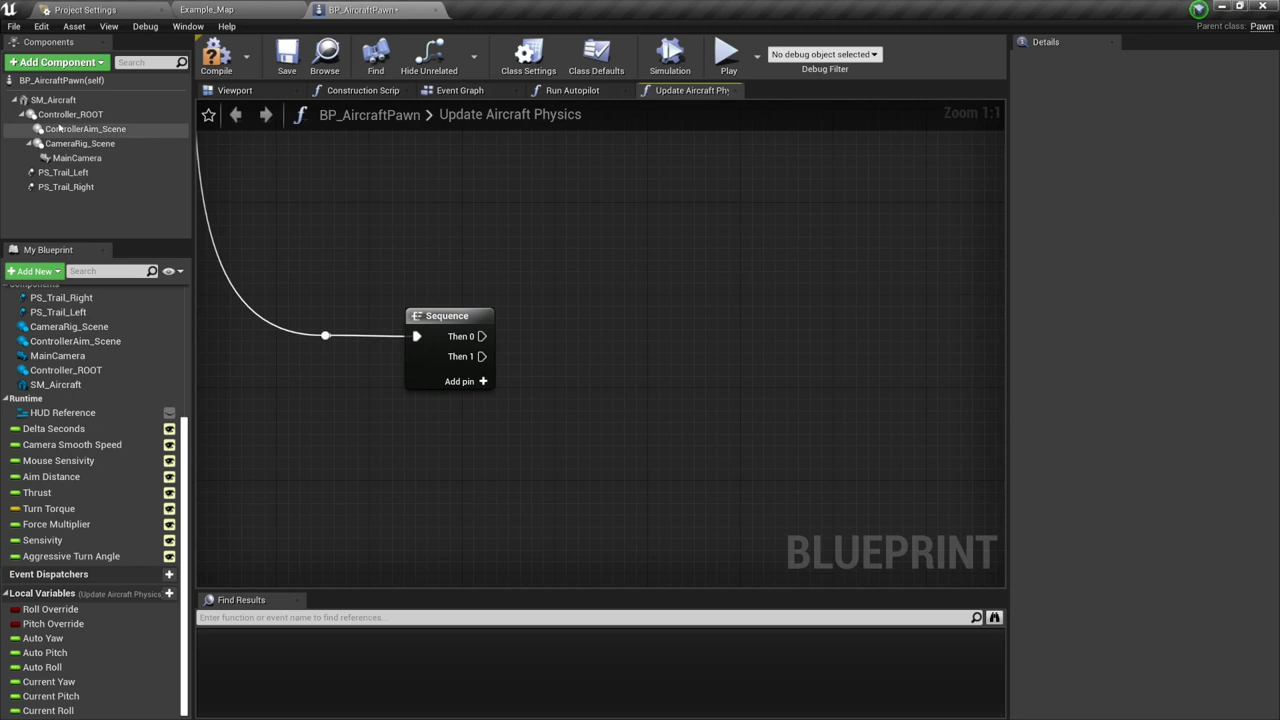 Project Settings
Example_Map
BP_AircraftPawn•
File Edit Asset View Debug Window Help
Parent class: Pawn
Components
+ Add Component
Search
BP_AircraftPawn(self)
SM_Aircraft
Controller_ROOT
ControllerAim_Scene
CameraRig_Scene
MainCamera
PS_Trail_Left
PS_Trail_Right
Compile
Save
Browse
Find
Hide Unrelated
Class Settings
Class Defaults
Simulation
Play
No debug object selected
Debug Filter
Viewport
Construction Scrip
Event Graph
Run Autopilot
Update Aircraft Phy
BP_AircraftPawn > Update Aircraft Physics
Zoom 1:1
Sequence
Then 0
Then 1
Add pin
BLUEPRINT
My Blueprint
+Add New
Search
Components
PS_Trail_Right
PS_Trail_Left
CameraRig_Scene
ControllerAim_Scene
MainCamera
Controller_ROOT
SM_Aircraft
Runtime
HUD Reference
Delta Seconds
Camera Smooth Speed
Mouse Sensivity
Aim Distance
Thrust
Turn Torque
Force Multiplier
Sensivity
Aggressive Turn Angle
Event Dispatchers
Local Variables (Update Aircraft Physics
Roll Override
Pitch Override
Auto Yaw
Auto Pitch
Auto Roll
Current Yaw
Current Pitch
Current Roll
Find Results
Enter function or event name to find references...
Details